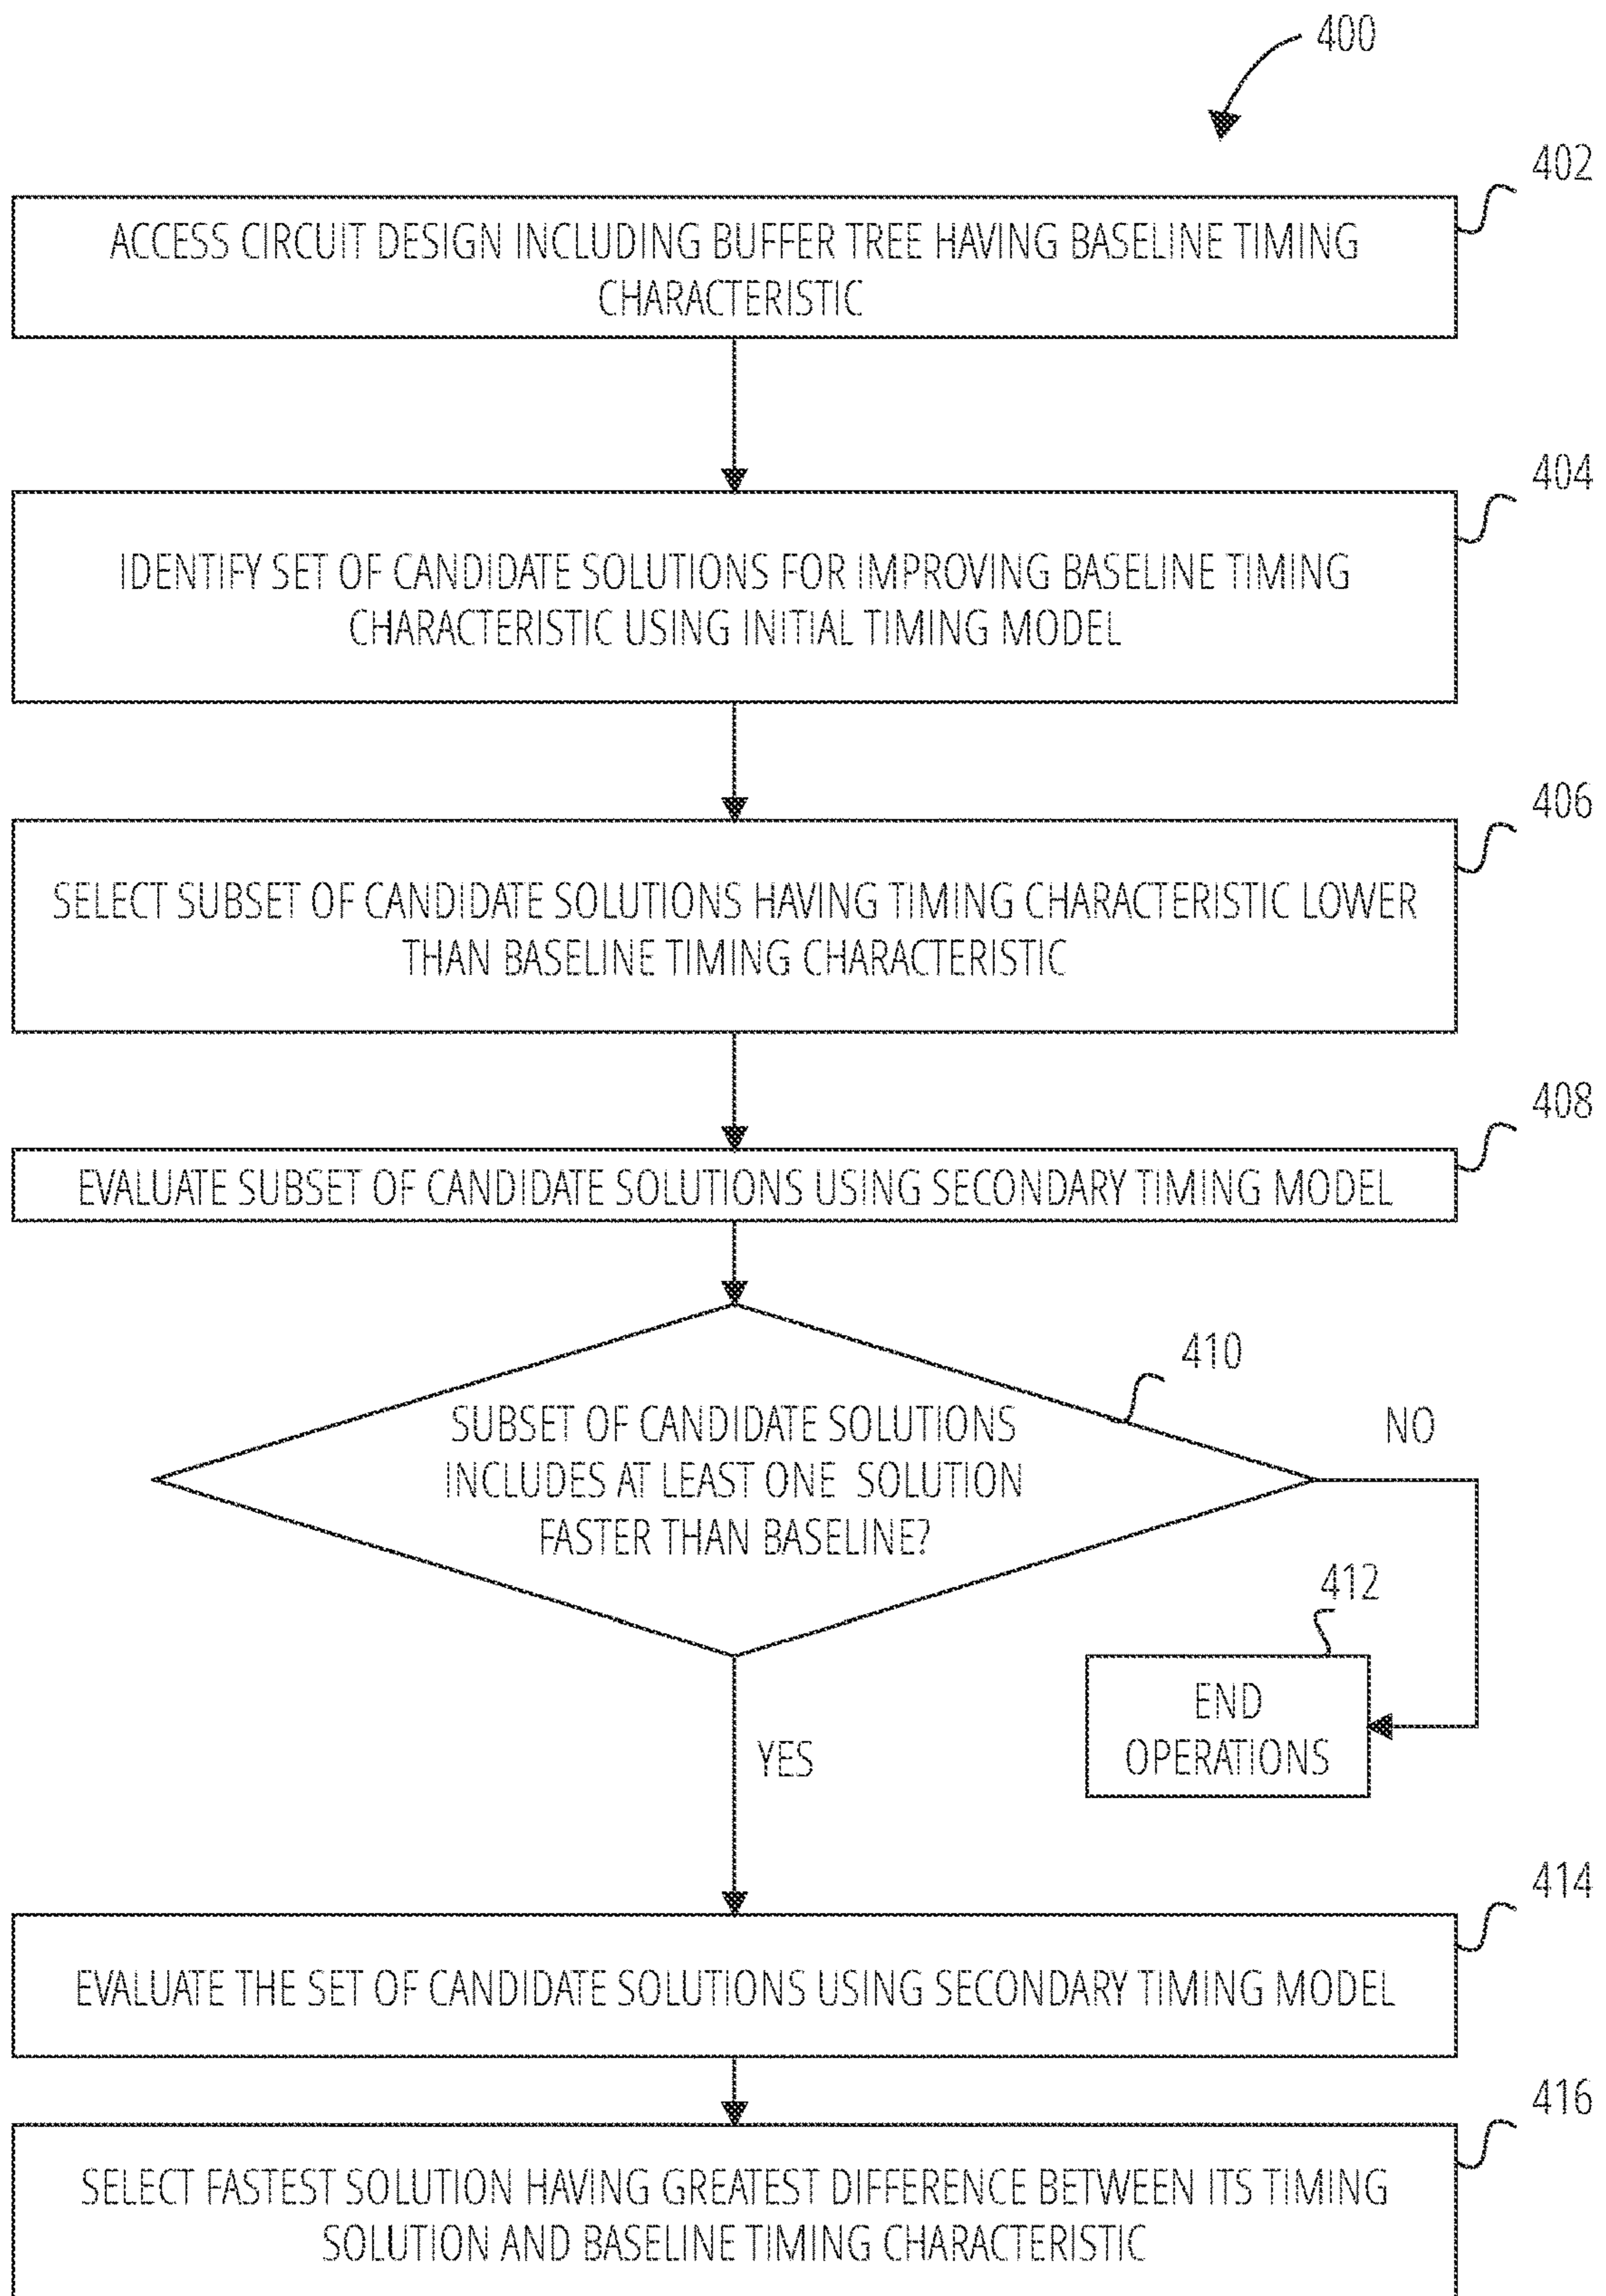 400
402
ACCESS CIRCUIT DESIGN INCLUDING BUFFER TREE HAVING BASELINE TIMING
CHARACTERISTIC
404
IDENTIFY SET OF CANDIDATE SOLUTIONS FOR IMPROVING BASELINE TIMING
CHARACTERISTIC USING INITIAL TIMING MODEL
406
SELECT SUBSET OF CANDIDATE SOLUTIONS HAVING TIMING CHARACTERISTIC LOWER
THAN BASELINE TIMING CHARACTERISTIC
408
EVALUATE SUBSET OF CANDIDATE SOLUTIONS USING SECONDARY TIMING MODEL
410
SUBSET OF CANDIDATE SOLUTIONS
INCLUDES AT LEAST ONE SOLUTION
FASTER THAN BASELINE?
NO
412
END
OPERATIONS
YES
414
EVALUATE THE SET OF CANDIDATE SOLUTIONS USING SECONDARY TIMING MODEL
416
SELECT FASTEST SOLUTION HAVING GREATEST DIFFERENCE BETWEEN ITS TIMING
SOLUTION AND BASELINE TIMING CHARACTERISTIC